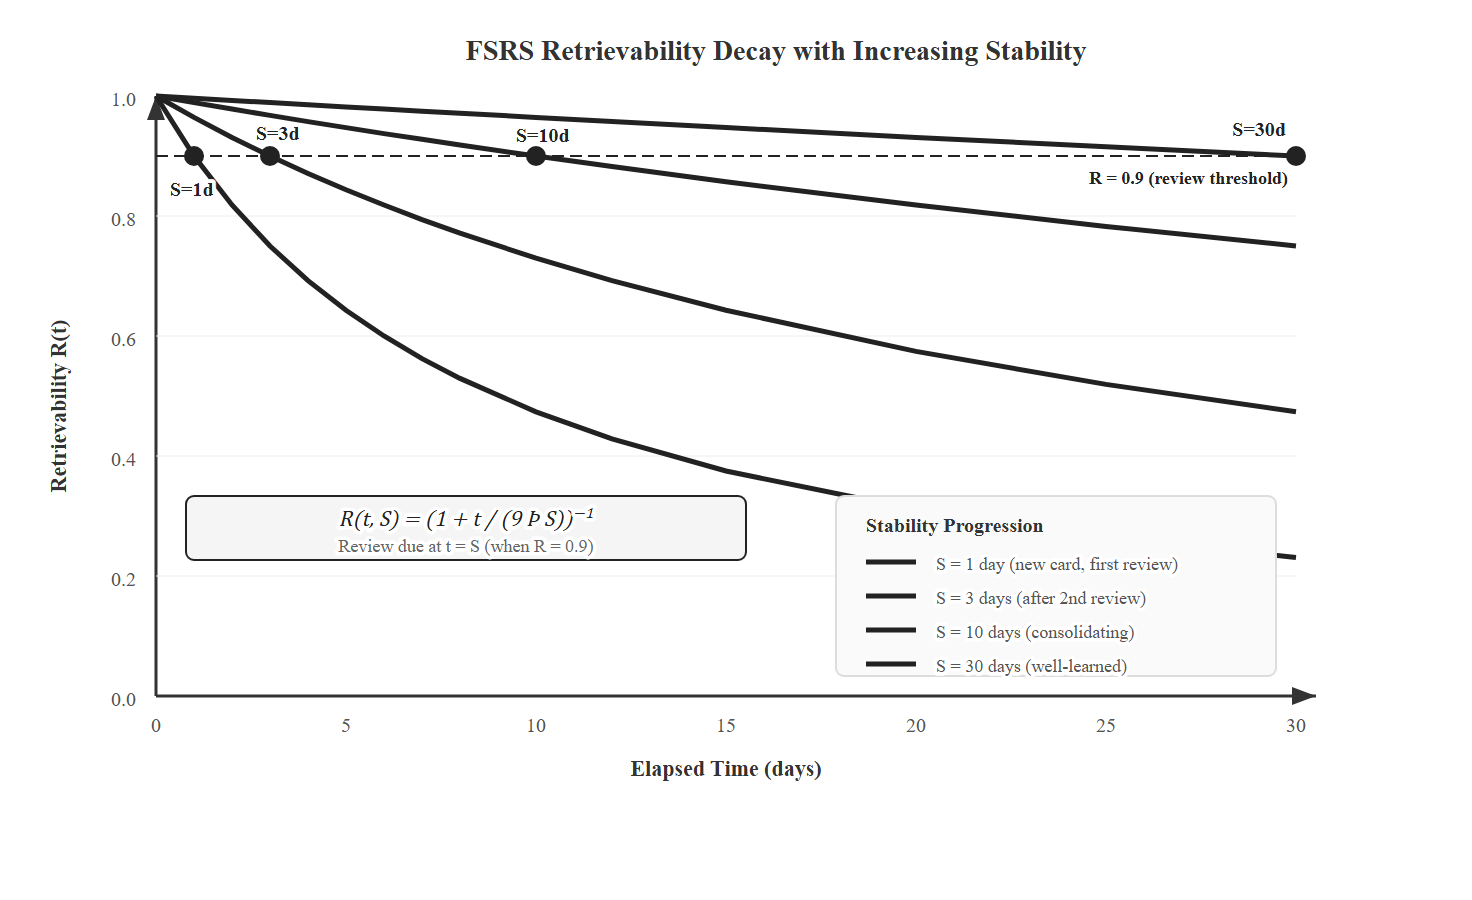 FSRS Retrievability Decay with Increasing Stability
1.0
0.8
0.6
0.4
0.2
0.0
Retrievability R(t)
S=1d
S=3d
S=10d
S=30d
R = 0.9 (review threshold)
R(t, S) = (1 + t / (9 Þ S))⁻¹
Review due at t = S (when R = 0.9)
Stability Progression
S = 1 day (new card, first review)
S = 3 days (after 2nd review)
S = 10 days (consolidating)
S = 30 days (well-learned)
0 5 10 15 20 25 30
Elapsed Time (days)